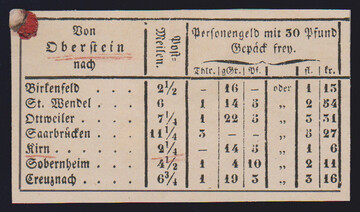 Von
Oberstein
nach
Post-
Meilen.
Personengeld mit 30 Pfund
Gepäck frey.
Thlr. gGr. Pf. fl. kr.
Birkenfeld . . . 2½ — 16 — oder 1 13
St. Wendel . . . 6 1 14 5 „ 2 54
Ottweiler . . . 7¼ 1 22 5 „ 3 31
Saarbrücken . . 11¼ 3 — — „ 5 27
Kirn . . . . 2¼ — 14 5 „ 1 6
Sobernheim . . 4½ 1 4 10 „ 2 11
Creuznach . . . 6¾ 1 19 3 „ 3 16